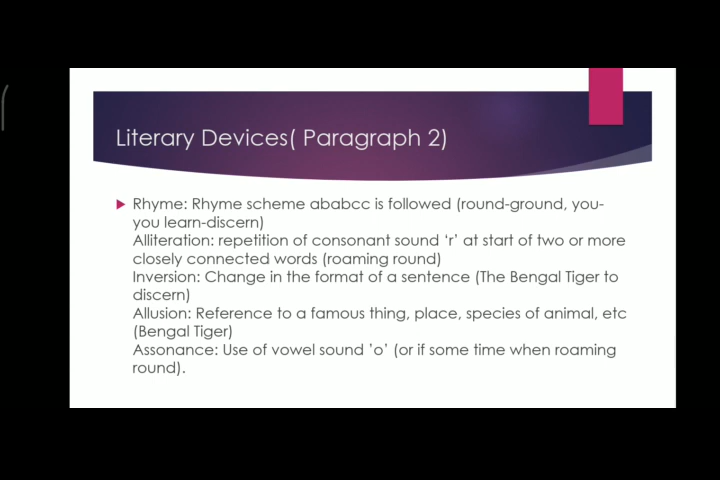 Literary Devices( Paragraph 2)
Rhyme: Rhyme scheme ababcc is followed (round-ground, you-
you learn-discern)
Alliteration: repetition of consonant sound ‘r’ at start of two or more
closely connected words (roaming round)
Inversion: Change in the format of a sentence (The Bengal Tiger to
discern)
Allusion: Reference to a famous thing, place, species of animal, etc
(Bengal Tiger)
Assonance: Use of vowel sound ’o’ (or if some time when roaming
round).